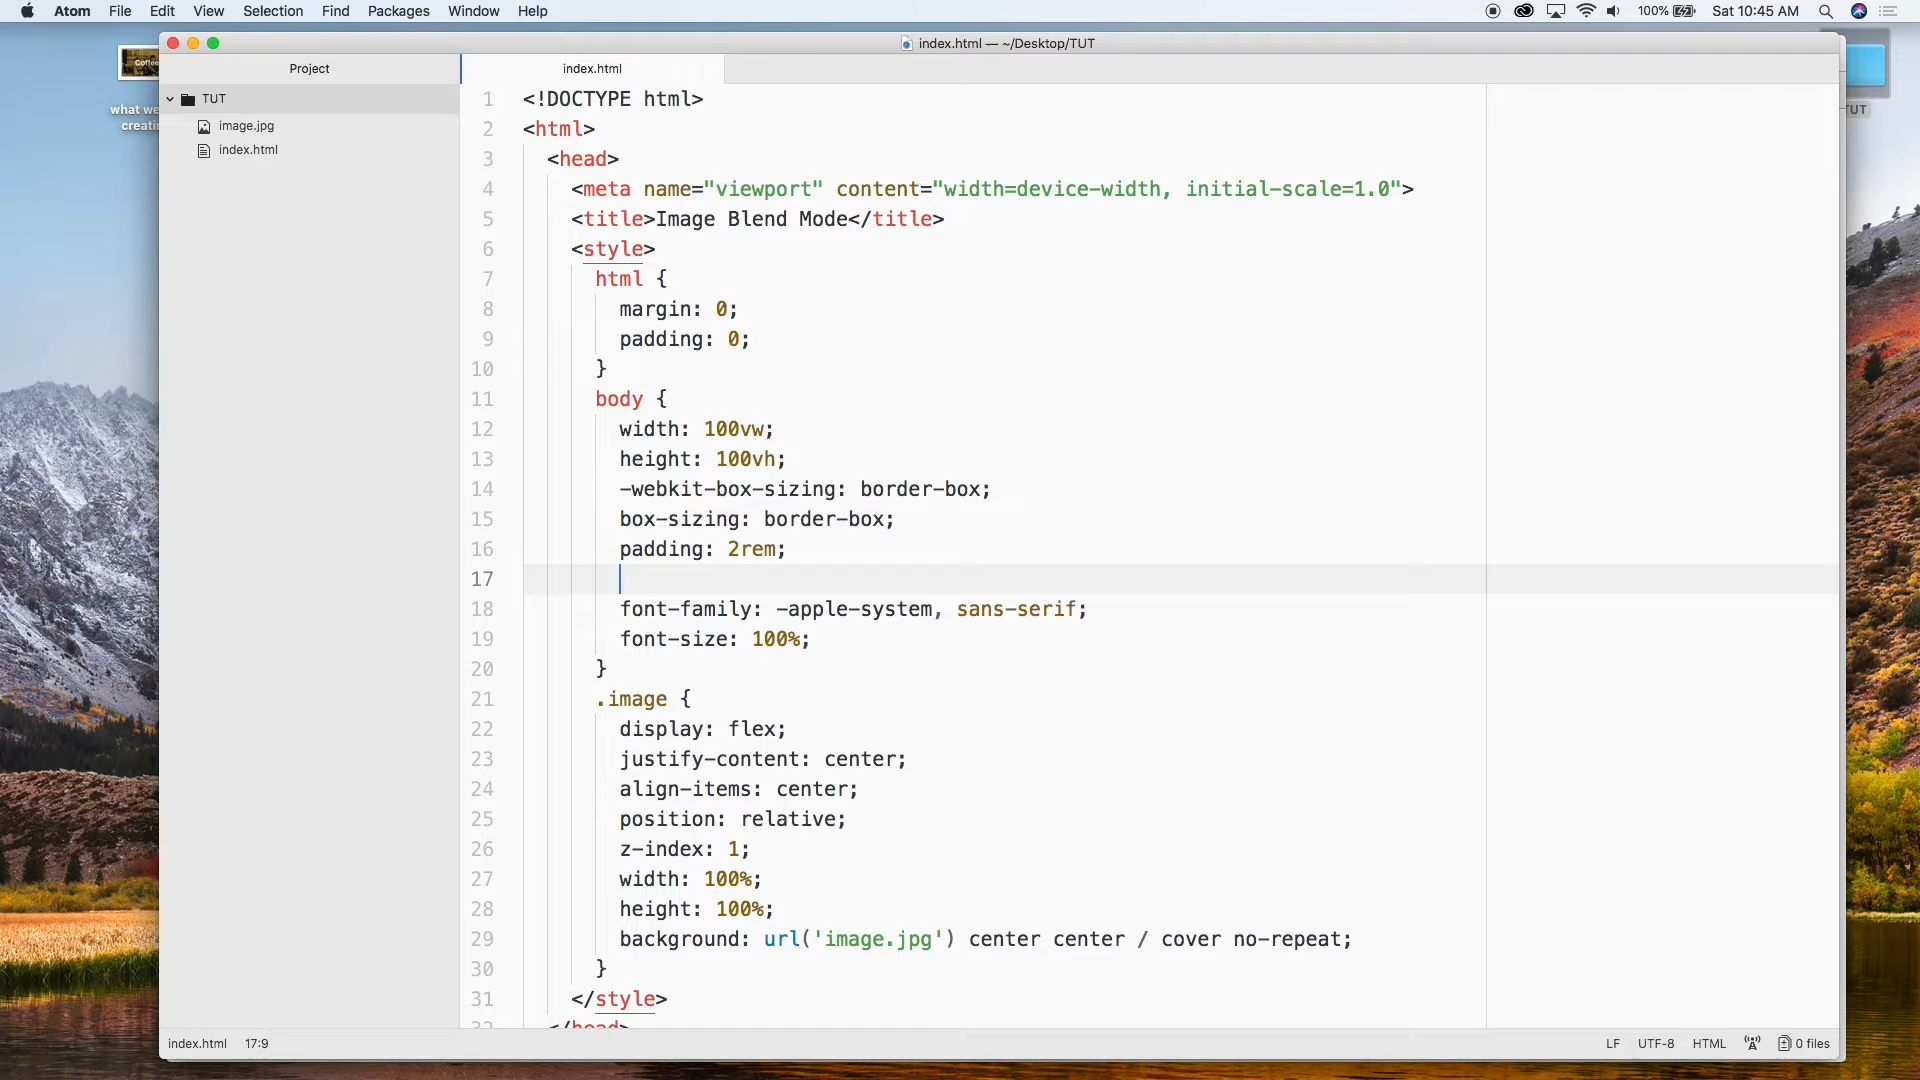 Atom File Edit View Selection Find Packages Window Help
100% Sat 10:45 AM
index.html — ~/Desktop/TUT
Project
index.html
TUT
image.jpg
index.html
Coffee
what we
creatin
TUT
1 <!DOCTYPE html>
2 <html>
3 <head>
4 <meta name="viewport" content="width=device-width, initial-scale=1.0">
5 <title>Image Blend Mode</title>
6 <style>
7 html {
8 margin: 0;
9 padding: 0;
10 }
11 body {
12 width: 100vw;
13 height: 100vh;
14 -webkit-box-sizing: border-box;
15 box-sizing: border-box;
16 padding: 2rem;
17
18 font-family: -apple-system, sans-serif;
19 font-size: 100%;
20 }
21 .image {
22 display: flex;
23 justify-content: center;
24 align-items: center;
25 position: relative;
26 z-index: 1;
27 width: 100%;
28 height: 100%;
29 background: url('image.jpg') center center / cover no-repeat;
30 }
31 </style>
32 </head>
index.html 17:9
LF UTF-8 HTML 0 files